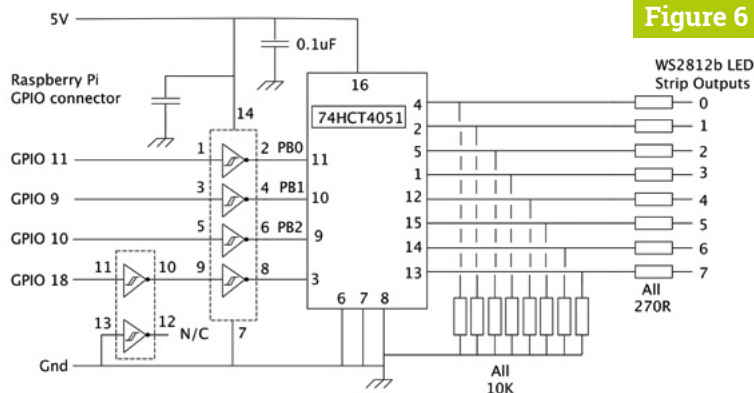 Figure 6
5V
0.1uF
WS2812b LED
Strip Outputs
Raspberry Pi
GPIO connector
16
74HCT4051
14
4
0
2
1
GPIO 11
1
2 PB0
11
5
2
GPIO 9
3
4 PB1
10
1
3
12
4
GPIO 10
5
6 PB2
9
15
5
14
6
GPIO 18
11
10
9
8
3
13
7
All
270R
13
12
N/C
7
6 7 8
Gnd
All
10K